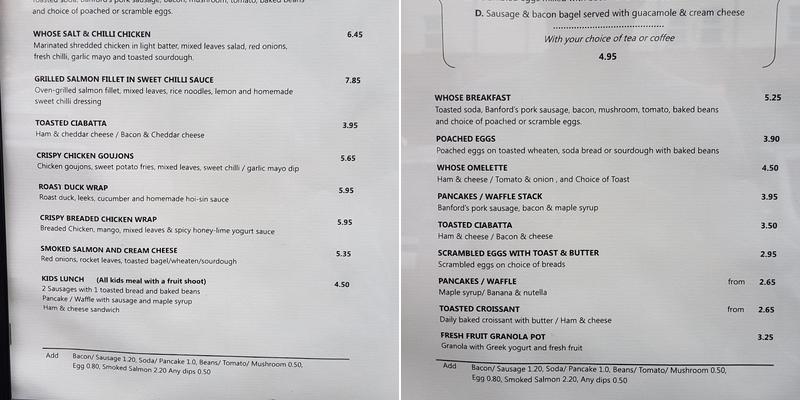 Toasted soda, Banford's pork sausage, bacon, mushroom, tomato, baked beans
and choice of poached or scramble eggs.
WHOSE SALT & CHILLI CHICKEN 6.45
Marinated shredded chicken in light batter, mixed leaves salad, red onions,
fresh chilli, garlic mayo and toasted sourdough.
GRILLED SALMON FILLET IN SWEET CHILLI SAUCE 7.85
Oven-grilled salmon fillet, mixed leaves, rice noodles, lemon and homemade
sweet chilli dressing
TOASTED CIABATTA 3.95
Ham & cheddar cheese / Bacon & Cheddar cheese
CRISPY CHICKEN GOUJONS 5.65
Chicken goujons, sweet potato fries, mixed leaves, sweet chilli / garlic mayo dip
ROAST DUCK WRAP 5.95
Roast duck, leeks, cucumber and homemade hoi-sin sauce
CRISPY BREADED CHICKEN WRAP 5.95
Breaded Chicken, mango, mixed leaves & spicy honey-lime yogurt sauce
SMOKED SALMON AND CREAM CHEESE 5.35
Red onions, rocket leaves, toasted bagel/wheaten/sourdough
KIDS LUNCH (All kids meal with a fruit shoot) 4.50
2 Sausages with 1 toasted bread and baked beans
Pancake / Waffle with sausage and maple syrup
Ham & cheese sandwich
Add Bacon/ Sausage 1.20, Soda/ Pancake 1.0, Beans/ Tomato/ Mushroom 0.50,
Egg 0.80, Smoked Salmon 2.20 Any dips 0.50
D. Sausage & bacon bagel served with guacamole & cream cheese
With your choice of tea or coffee
4.95
WHOSE BREAKFAST 5.25
Toasted soda, Banford's pork sausage, bacon, mushroom, tomato, baked beans
and choice of poached or scramble eggs.
POACHED EGGS 3.90
Poached eggs on toasted wheaten, soda bread or sourdough with baked beans
WHOSE OMELETTE 4.50
Ham & cheese / Tomato & onion , and Choice of Toast
PANCAKES / WAFFLE STACK 3.95
Banford's pork sausage, bacon & maple syrup
TOASTED CIABATTA 3.50
Ham & cheese / Bacon & cheese
SCRAMBLED EGGS WITH TOAST & BUTTER 2.95
Scrambled eggs on choice of breads
PANCAKES / WAFFLE from 2.65
Maple syrup/ Banana & nutella
TOASTED CROISSANT from 2.65
Daily baked croissant with butter / Ham & cheese
FRESH FRUIT GRANOLA POT 3.25
Granola with Greek yogurt and fresh fruit
Add Bacon/ Sausage 1.20, Soda/ Pancake 1.0, Beans/ Tomato/ Mushroom 0.50,
Egg 0.80, Smoked Salmon 2.20, Any dips 0.50